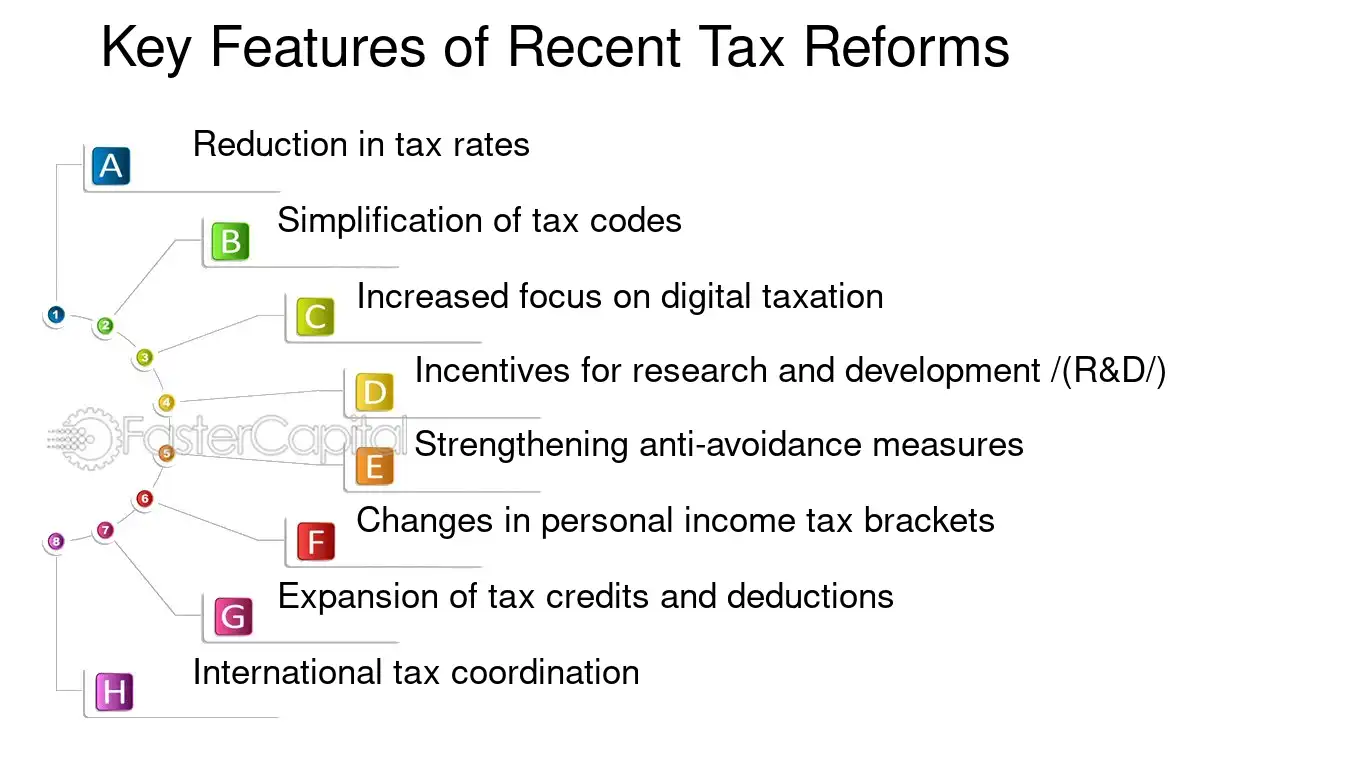 Key Features of Recent Tax Reforms
A Reduction in tax rates
B Simplification of tax codes
C Increased focus on digital taxation
D Incentives for research and development /(R&D/)
E Strengthening anti-avoidance measures
F Changes in personal income tax brackets
G Expansion of tax credits and deductions
H International tax coordination
1
2
3
4
5
6
7
8
FasterCapital